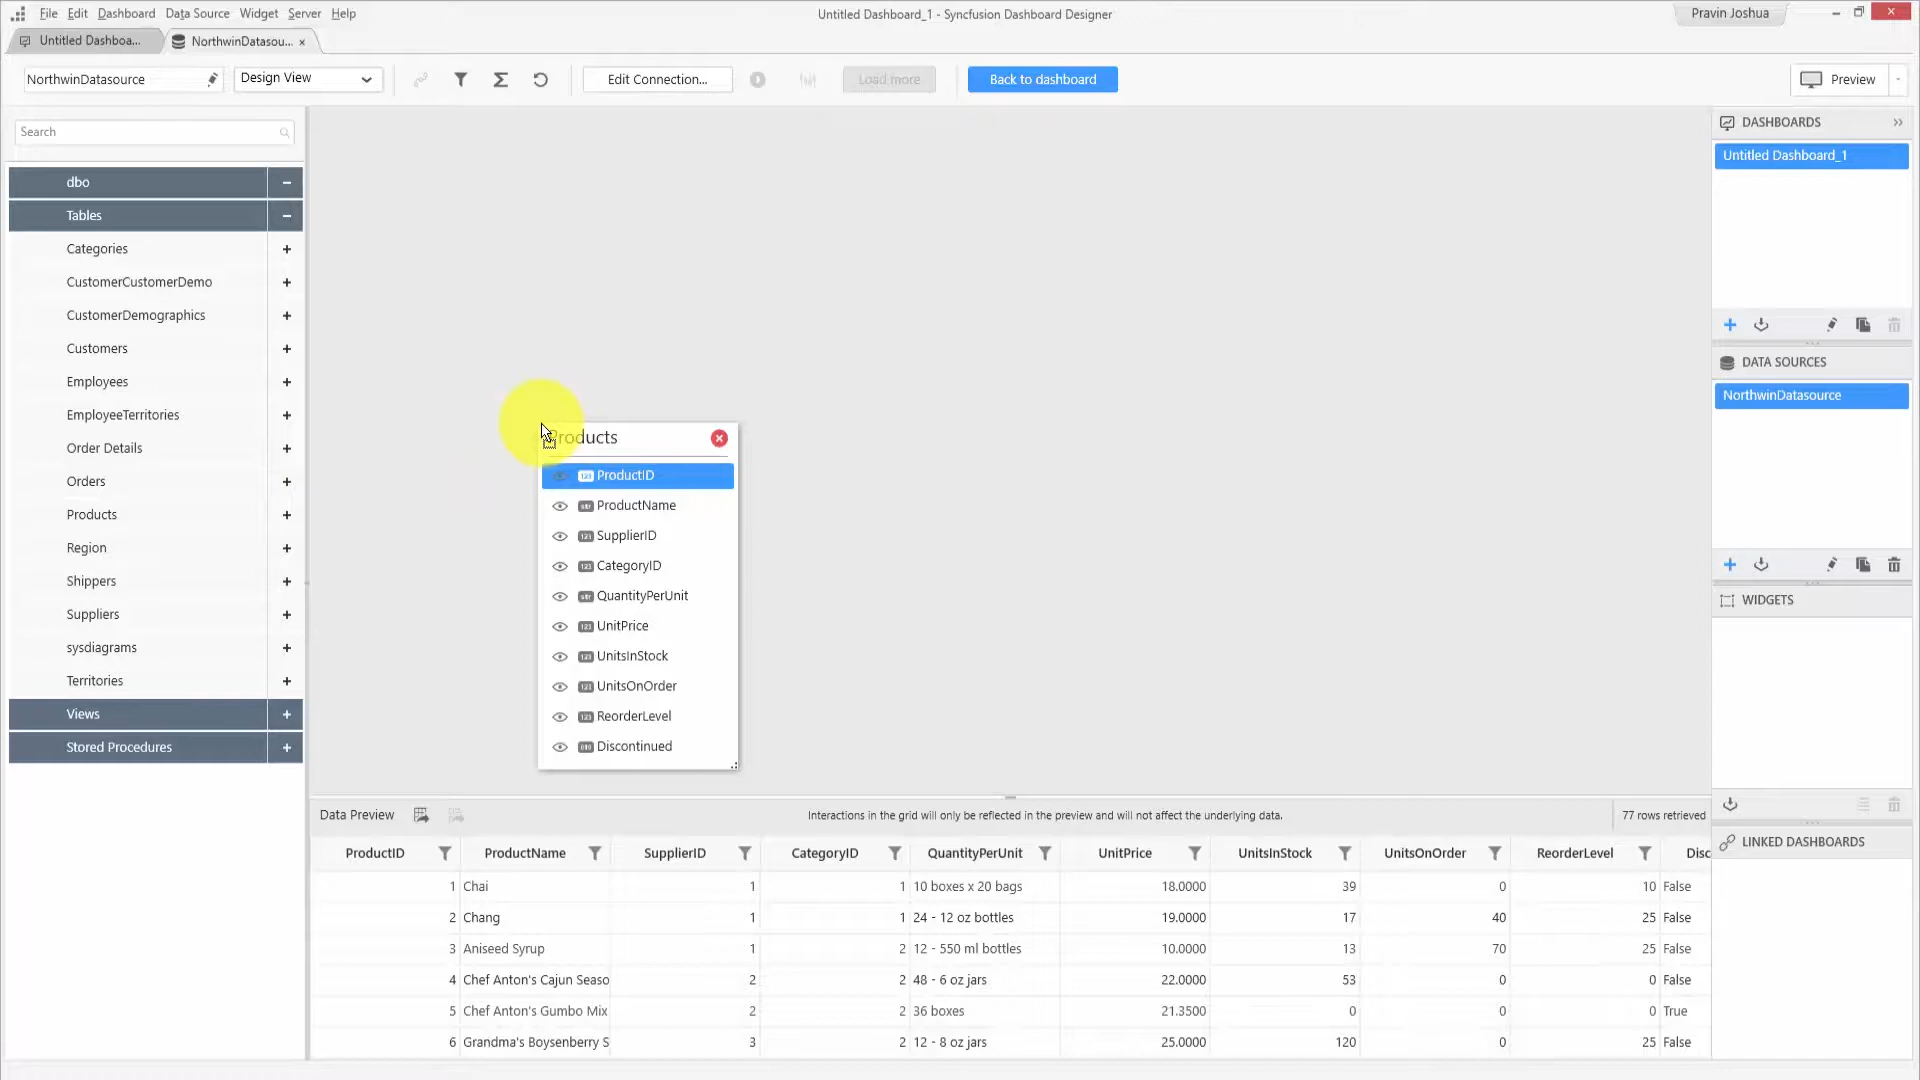 File Edit Dashboard Data Source Widget Server Help
Untitled Dashboard_1 - Syncfusion Dashboard Designer
Pravin Joshua
Untitled Dashboa...
NorthwinDatasou...
NorthwinDatasource
Design View
Edit Connection...
Load more
Back to dashboard
Preview
Search
dbo
Tables
Categories
CustomerCustomerDemo
CustomerDemographics
Customers
Employees
EmployeeTerritories
Order Details
Orders
Products
Region
Shippers
Suppliers
sysdiagrams
Territories
Views
Stored Procedures
Products
123 ProductID
str ProductName
123 SupplierID
123 CategoryID
str QuantityPerUnit
123 UnitPrice
123 UnitsInStock
123 UnitsOnOrder
123 ReorderLevel
Discontinued
DASHBOARDS
Untitled Dashboard_1
DATA SOURCES
NorthwinDatasource
WIDGETS
LINKED DASHBOARDS
Data Preview
Interactions in the grid will only be reflected in the preview and will not affect the underlying data.
77 rows retrieved
ProductID ProductName SupplierID CategoryID QuantityPerUnit UnitPrice UnitsInStock UnitsOnOrder ReorderLevel Disc
1 Chai 1 1 10 boxes x 20 bags 18.0000 39 0 10 False
2 Chang 1 1 24 - 12 oz bottles 19.0000 17 40 25 False
3 Aniseed Syrup 1 2 12 - 550 ml bottles 10.0000 13 70 25 False
4 Chef Anton's Cajun Seaso 2 2 48 - 6 oz jars 22.0000 53 0 0 False
5 Chef Anton's Gumbo Mix 2 2 36 boxes 21.3500 0 0 0 True
6 Grandma's Boysenberry S 3 2 12 - 8 oz jars 25.0000 120 0 25 False